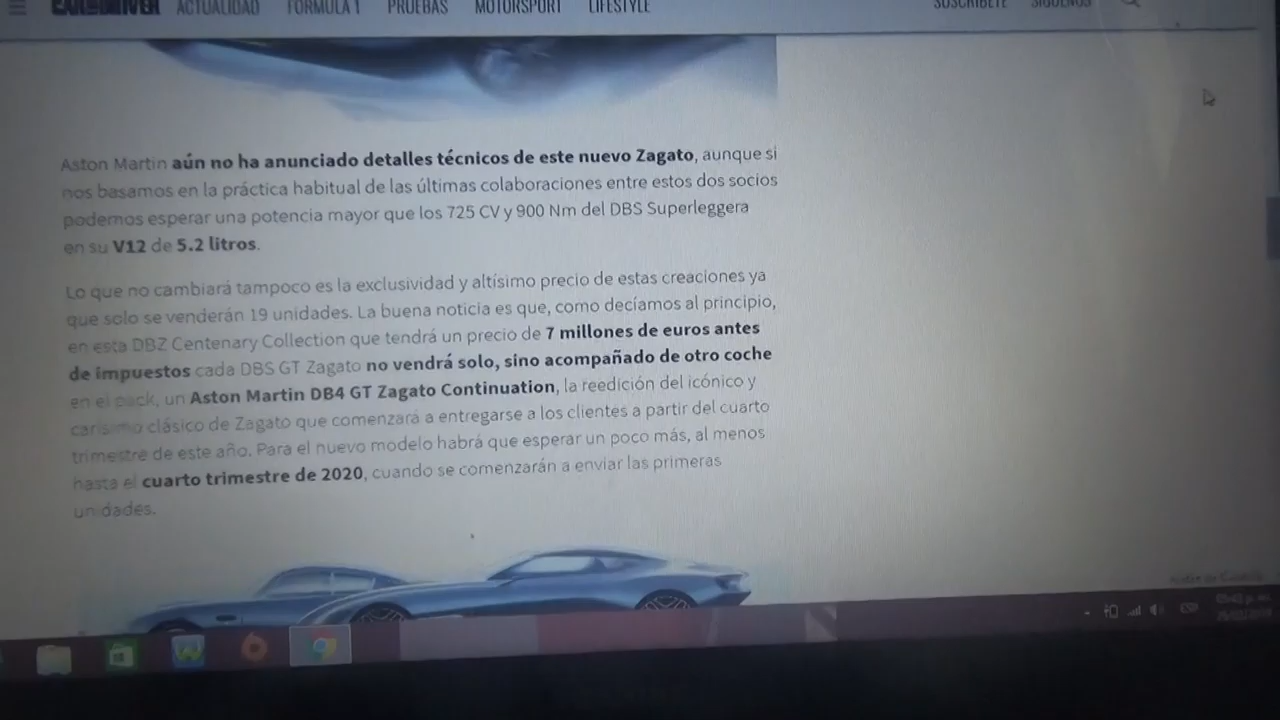 CAR AND DRIVER ACTUALIDAD FÓRMULA 1 PRUEBAS MOTORSPORT LIFESTYLE SUSCRÍBETE SÍGUENOS
Aston Martin aún no ha anunciado detalles técnicos de este nuevo Zagato, aunque si
nos basamos en la práctica habitual de las últimas colaboraciones entre estos dos socios
podemos esperar una potencia mayor que los 725 CV y 900 Nm del DBS Superleggera
en su V12 de 5.2 litros.
Lo que no cambiará tampoco es la exclusividad y altísimo precio de estas creaciones ya
que solo se venderán 19 unidades. La buena noticia es que, como decíamos al principio,
en esta DBZ Centenary Collection que tendrá un precio de 7 millones de euros antes
de impuestos cada DBS GT Zagato no vendrá solo, sino acompañado de otro coche
en el pack, un Aston Martin DB4 GT Zagato Continuation, la reedición del icónico y
carísimo clásico de Zagato que comenzará a entregarse a los clientes a partir del cuarto
trimestre de este año. Para el nuevo modelo habrá que esperar un poco más, al menos
hasta el cuarto trimestre de 2020, cuando se comenzarán a enviar las primeras
unidades.
ESP